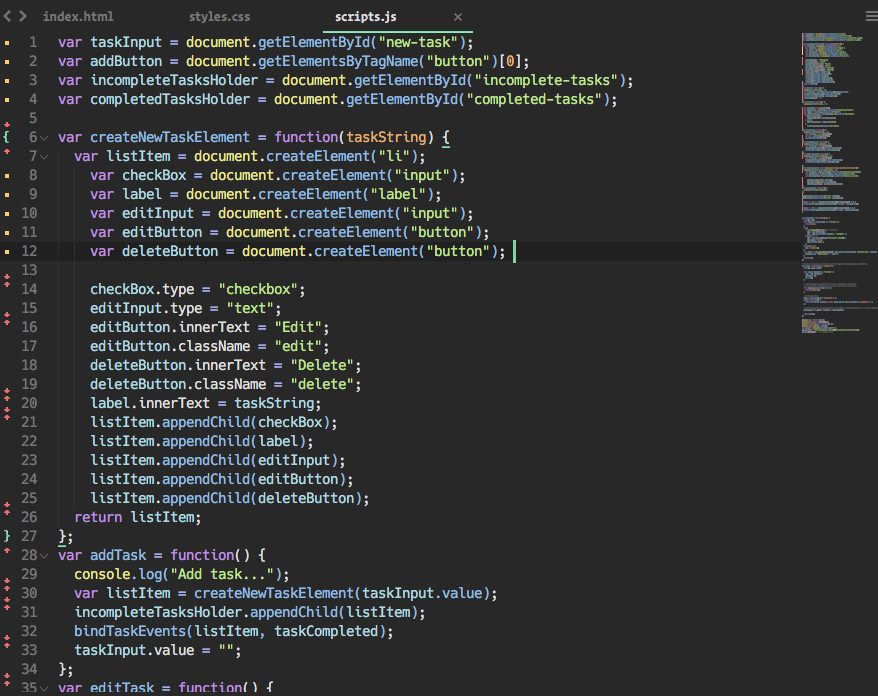 index.html styles.css scripts.js ×
1 var taskInput = document.getElementById("new-task");
2 var addButton = document.getElementsByTagName("button")[0];
3 var incompleteTasksHolder = document.getElementById("incomplete-tasks");
4 var completedTasksHolder = document.getElementById("completed-tasks");
5
6 var createNewTaskElement = function(taskString) {
7 var listItem = document.createElement("li");
8 var checkBox = document.createElement("input");
9 var label = document.createElement("label");
10 var editInput = document.createElement("input");
11 var editButton = document.createElement("button");
12 var deleteButton = document.createElement("button");
13
14 checkBox.type = "checkbox";
15 editInput.type = "text";
16 editButton.innerText = "Edit";
17 editButton.className = "edit";
18 deleteButton.innerText = "Delete";
19 deleteButton.className = "delete";
20 label.innerText = taskString;
21 listItem.appendChild(checkBox);
22 listItem.appendChild(label);
23 listItem.appendChild(editInput);
24 listItem.appendChild(editButton);
25 listItem.appendChild(deleteButton);
26 return listItem;
27 };
28 var addTask = function() {
29 console.log("Add task...");
30 var listItem = createNewTaskElement(taskInput.value);
31 incompleteTasksHolder.appendChild(listItem);
32 bindTaskEvents(listItem, taskCompleted);
33 taskInput.value = "";
34 };
35 var editTask = function() {